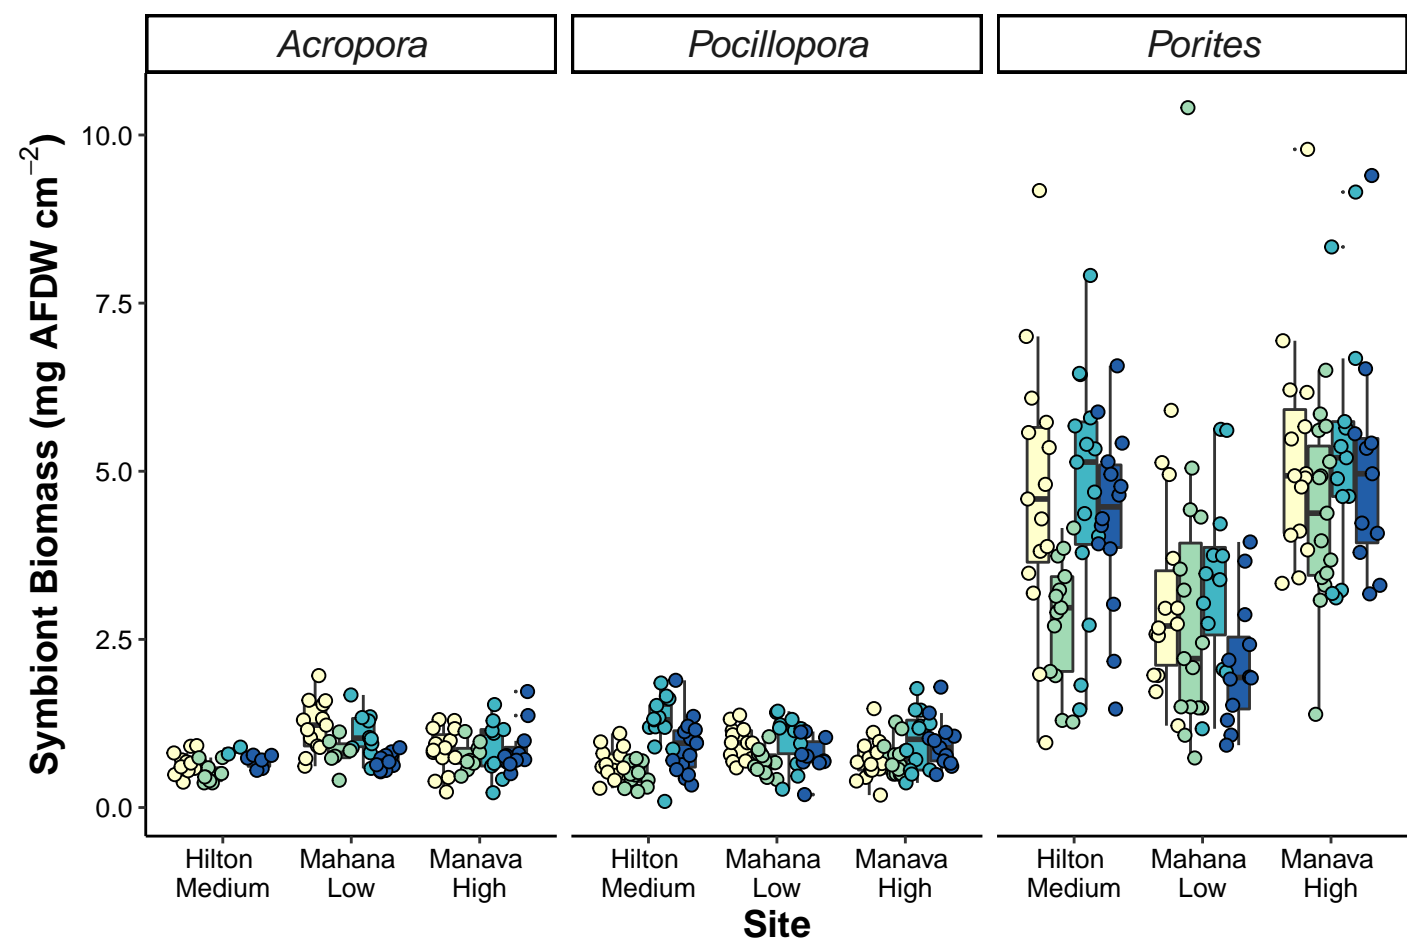 Acropora Pocillopora Porites
Symbiont Biomass (mg AFDW cm⁻²)
10.0
7.5
5.0
2.5
0.0
Hilton Mahana Manava Hilton Mahana Manava Hilton Mahana Manava
Medium Low High Medium Low High Medium Low High
Site